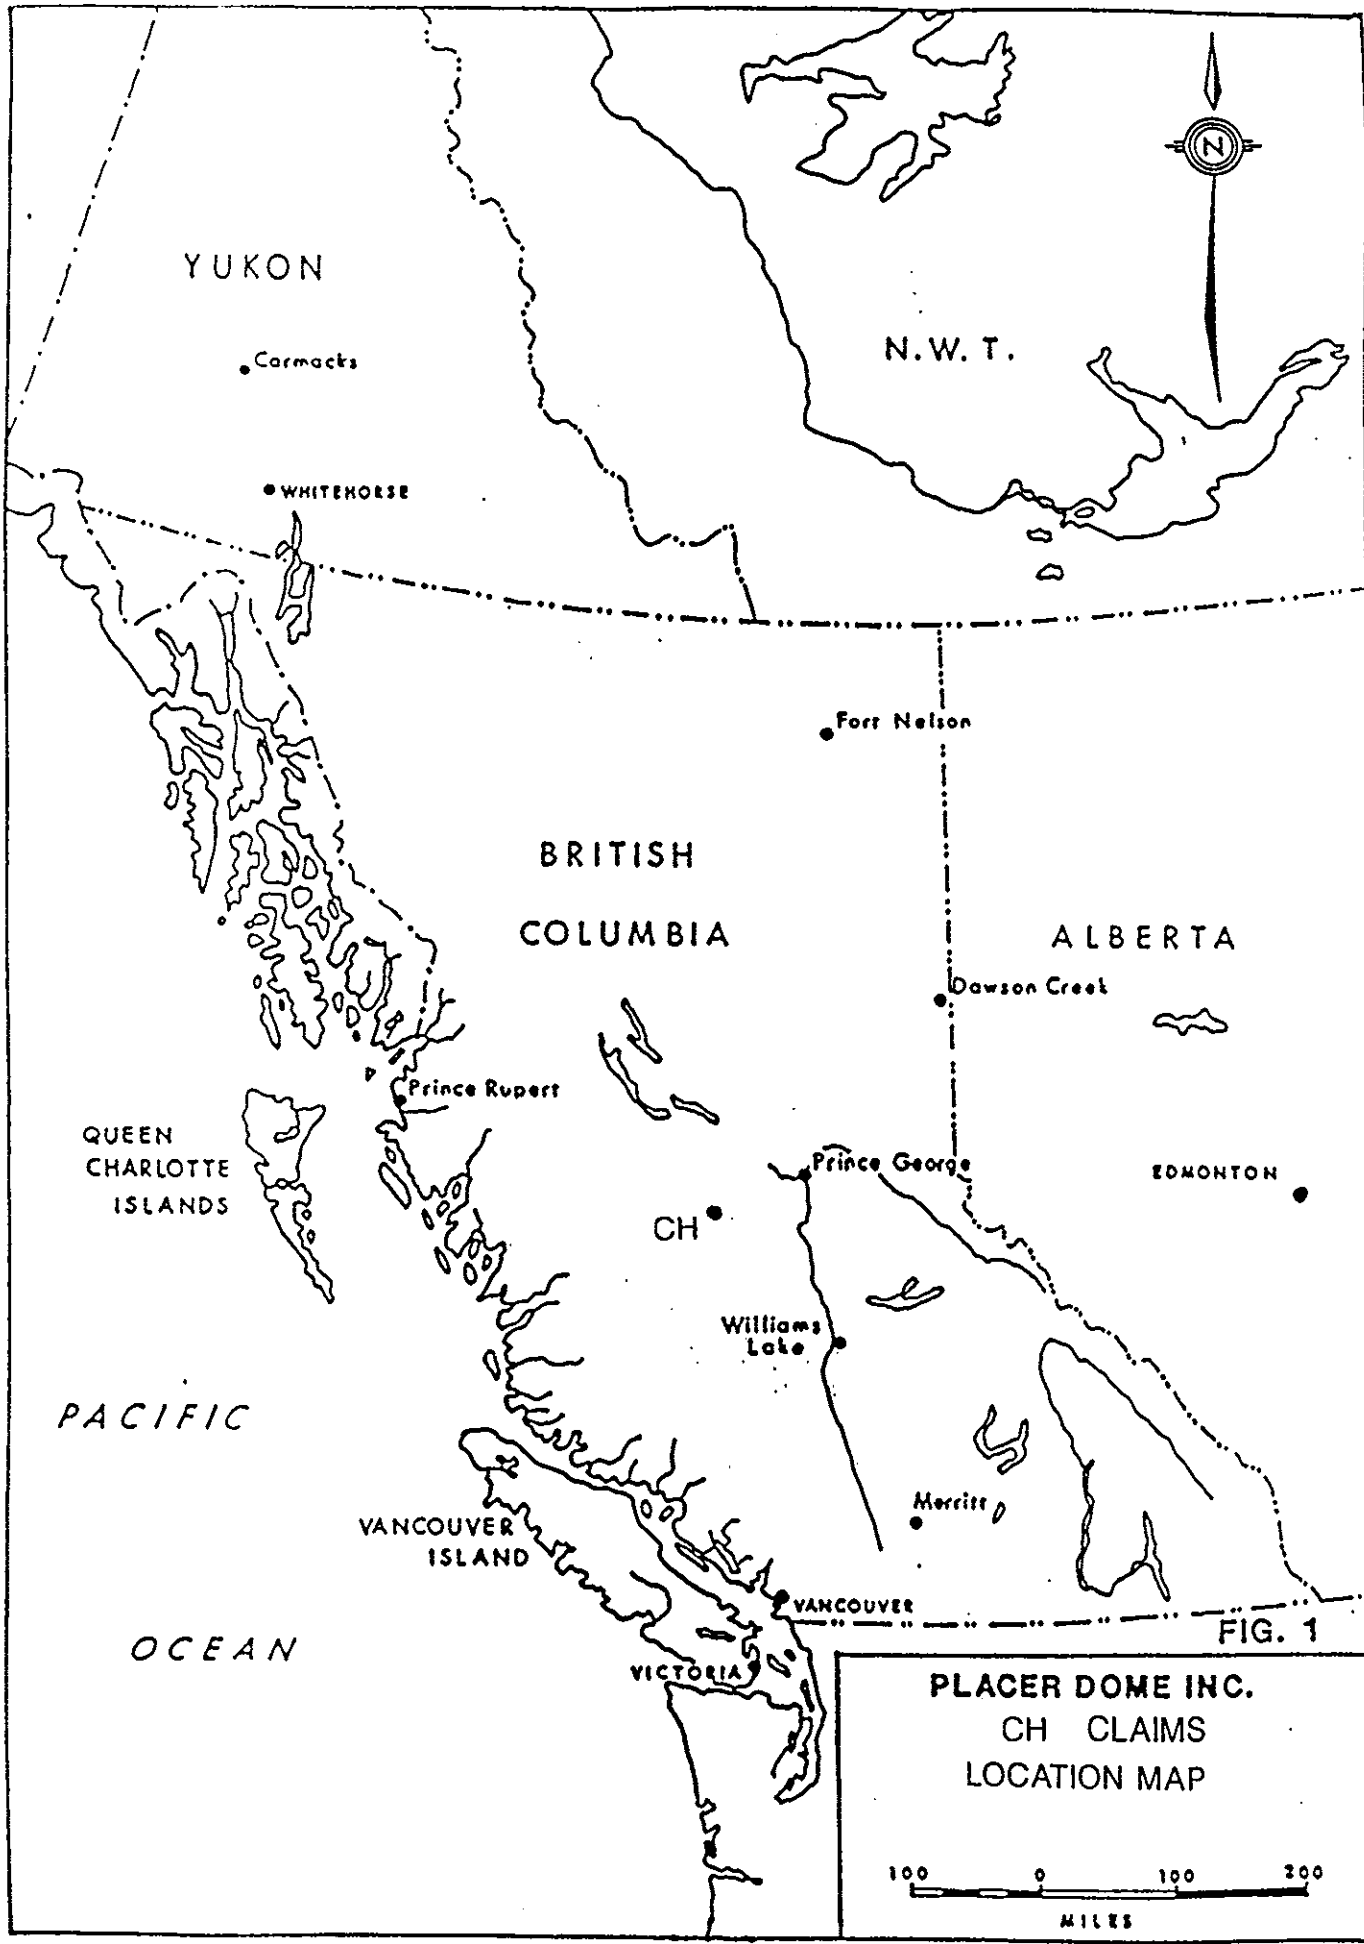 N
YUKON
N.W.T.
Carmacks
WHITEHORSE
Fort Nelson
BRITISH
COLUMBIA
ALBERTA
Dawson Creek
Prince Rupert
QUEEN
CHARLOTTE
ISLANDS
Prince George
EDMONTON
CH
Williams
Lake
PACIFIC
Merritt
VANCOUVER
ISLAND
VANCOUVER
OCEAN
VICTORIA
FIG. 1
PLACER DOME INC.
CH CLAIMS
LOCATION MAP
100 0 100 200
MILES